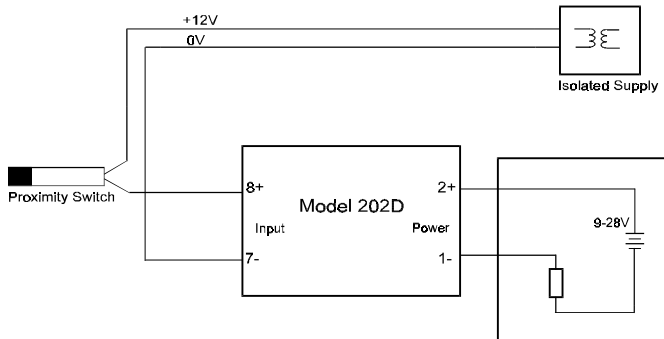 +12V
0V
Isolated Supply
Proximity Switch
8+
Model 202D
2+
Input
Power
9-28V
7-
1-